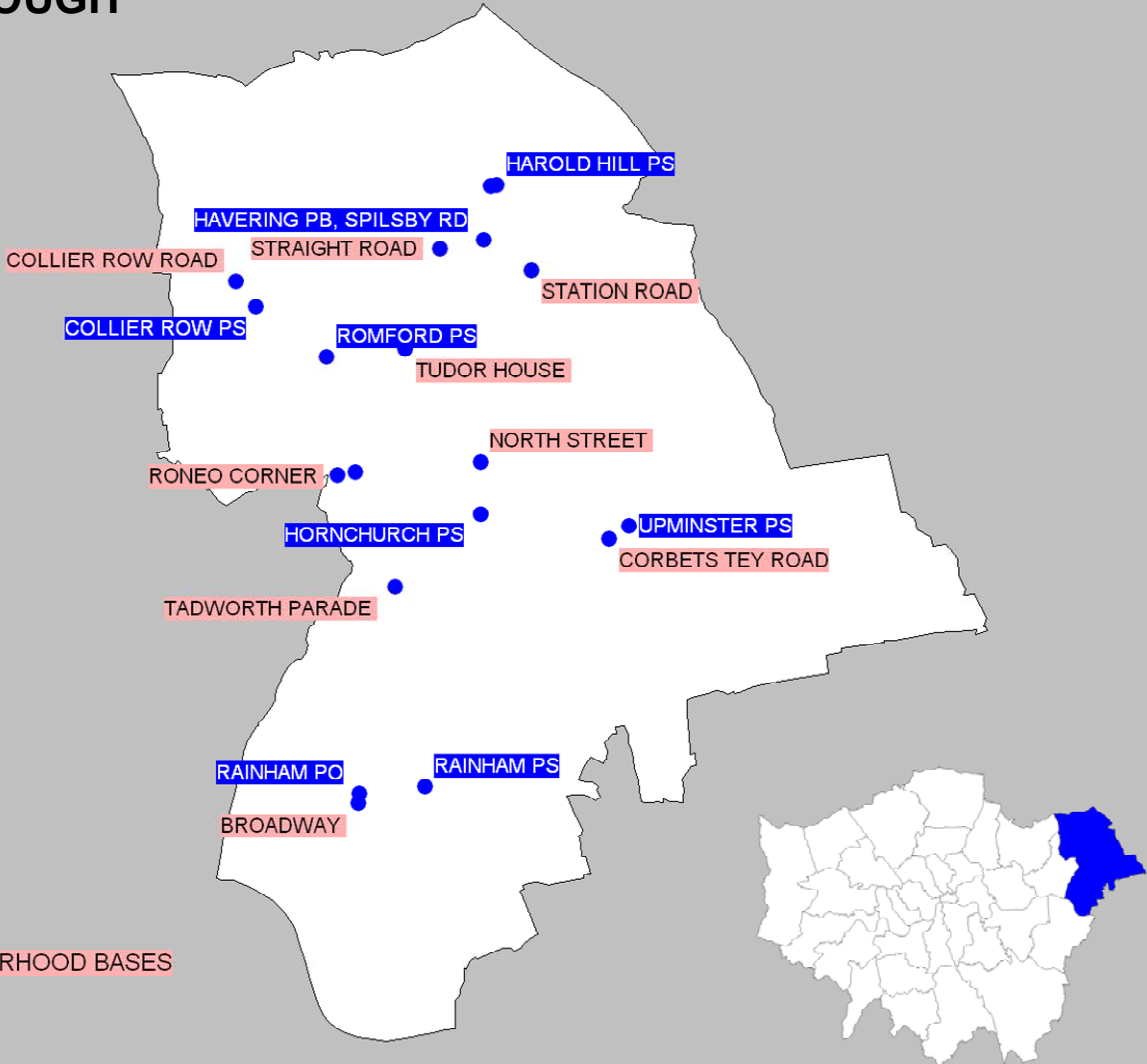 OUGH
HAROLD HILL PS
HAVERING PB, SPILSBY RD
STRAIGHT ROAD
COLLIER ROW ROAD
STATION ROAD
COLLIER ROW PS
ROMFORD PS
TUDOR HOUSE
NORTH STREET
RONEO CORNER
HORNCHURCH PS
UPMINSTER PS
CORBETS TEY ROAD
TADWORTH PARADE
RAINHAM PO
RAINHAM PS
BROADWAY
RHOOD BASES